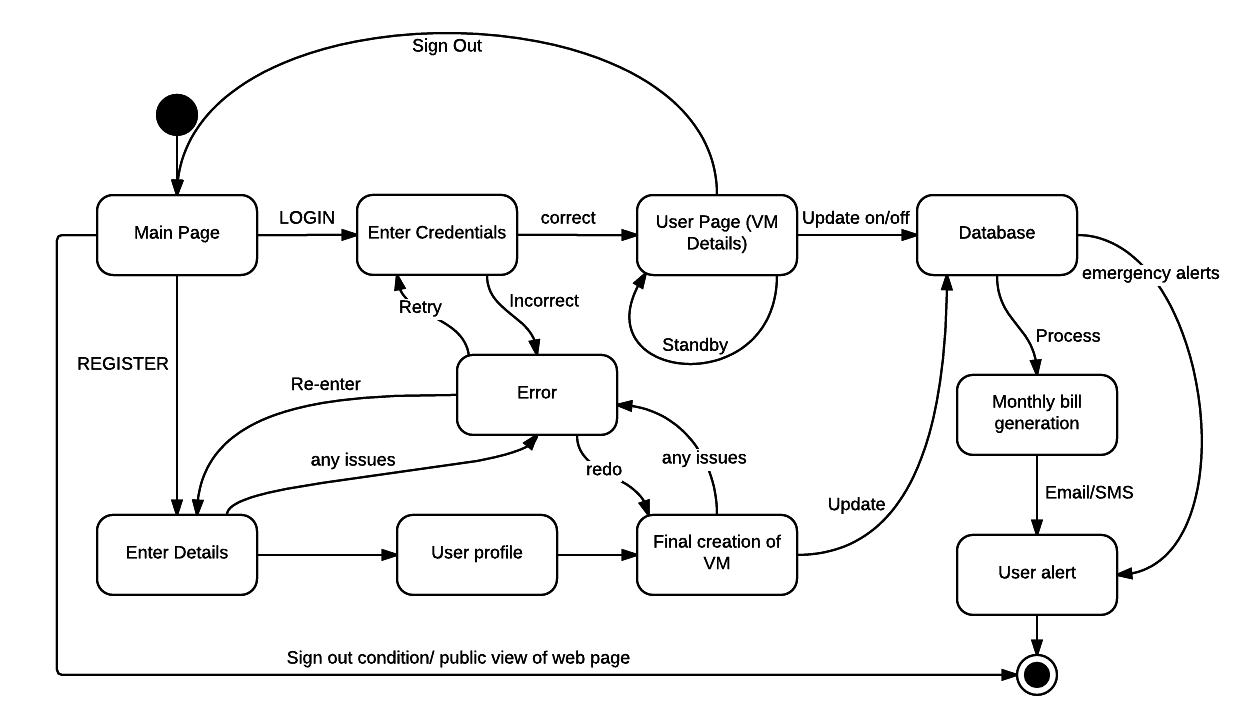 Sign Out
Main Page
LOGIN
Enter Credentials
correct
User Page (VM
Details)
Update on/off
Database
emergency alerts
Retry
Incorrect
Standby
Process
REGISTER
Re-enter
Error
Monthly bill
generation
any issues
redo
any issues
Email/SMS
Update
Enter Details
User profile
Final creation of
VM
User alert
Sign out condition/ public view of web page